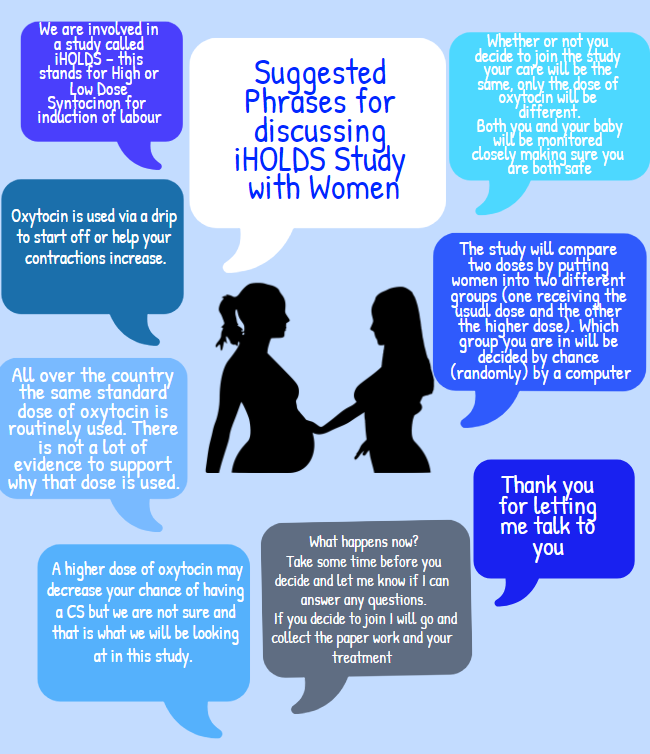 Suggested
Phrases for
discussing
iHOLDS Study
with Women
We are involved in
a study called
iHOLDS - this
stands for High or
Low Dose
Syntocinon for
induction of labour
Oxytocin is used via a drip
to start off or help your
contractions increase.
All over the country
the same standard
dose of oxytocin is
routinely used. There
is not a lot of
evidence to support
why that dose is used.
A higher dose of oxytocin may
decrease your chance of having
a CS but we are not sure and
that is what we will be looking
at in this study.
Whether or not you
decide to join the study
your care will be the
same, only the dose of
oxytocin will be
different.
Both you and your baby
will be monitored
closely making sure you
are both safe
The study will compare
two doses by putting
women into two different
groups (one receiving the
usual dose and the other
the higher dose). Which
group you are in will be
decided by chance
(randomly) by a computer
What happens now?
Take some time before you
decide and let me know if I can
answer any questions.
If you decide to join I will go and
collect the paper work and your
treatment
Thank you
for letting
me talk to
you